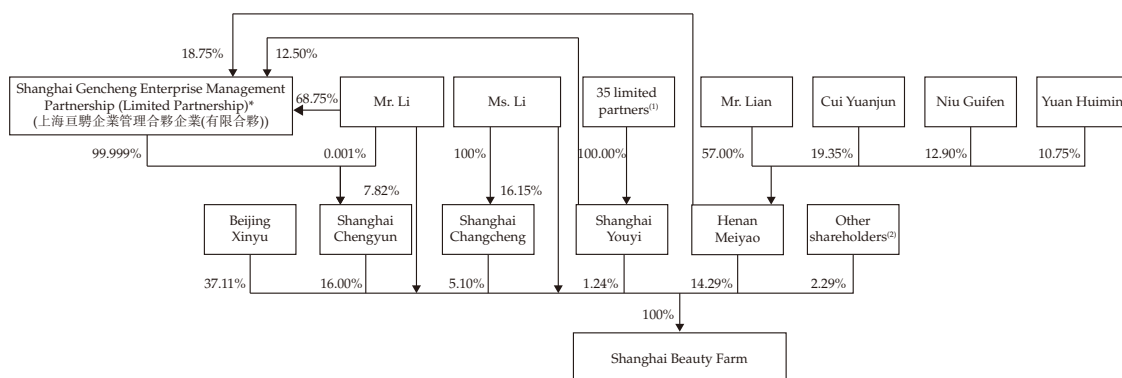 18.75%
12.50%
Shanghai Gencheng Enterprise Management
Partnership (Limited Partnership)*
(上海亘聘企業管理合夥企業(有限合夥))
68.75%
Mr. Li
Ms. Li
35 limited
partners(1)
Mr. Lian
Cui Yuanjun
Niu Guifen
Yuan Huimin
99.999%
0.001%
100%
100.00%
57.00%
19.35%
12.90%
10.75%
7.82%
16.15%
Beijing
Xinyu
Shanghai
Chengyun
Shanghai
Changcheng
Shanghai
Youyi
Henan
Meiyao
Other
shareholders(2)
37.11%
16.00%
5.10%
1.24%
14.29%
2.29%
100%
Shanghai Beauty Farm